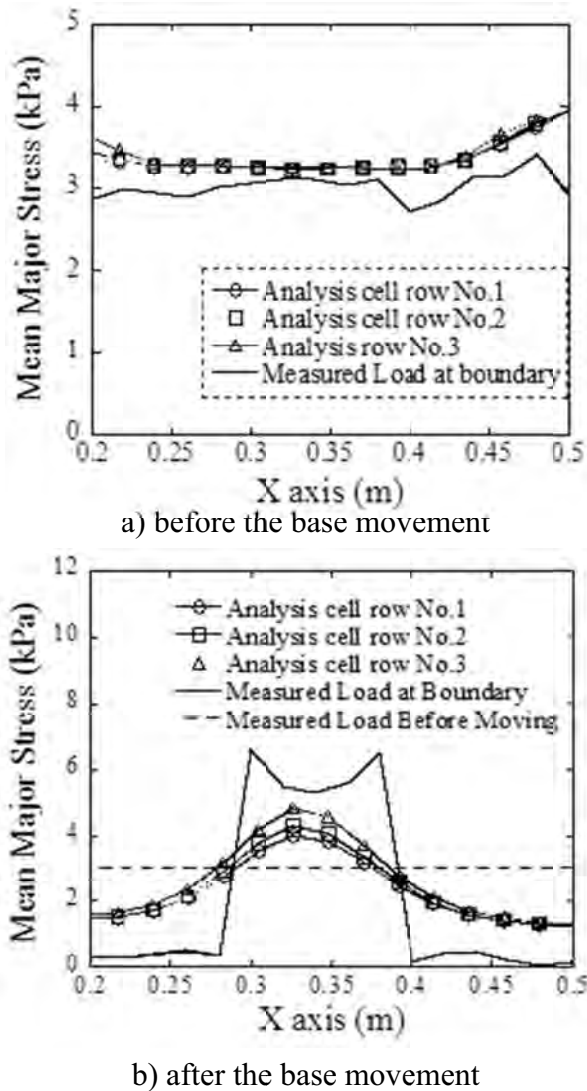 Mean Major Stress (kPa)
5
4
3
2
1
0
Analysis cell row No.1
Analysis cell row No.2
Analysis row No.3
Measured Load at boundary
0.2 0.25 0.3 0.35 0.4 0.45 0.5
X axis (m)
a) before the base movement
Mean Major Stress (kPa)
12
10
8
6
4
2
0
Analysis cell row No.1
Analysis cell row No.2
Analysis cell row No.3
Measured Load at Boundary
Measured Load Before Moving
0.2 0.25 0.3 0.35 0.4 0.45 0.5
X axis (m)
b) after the base movement